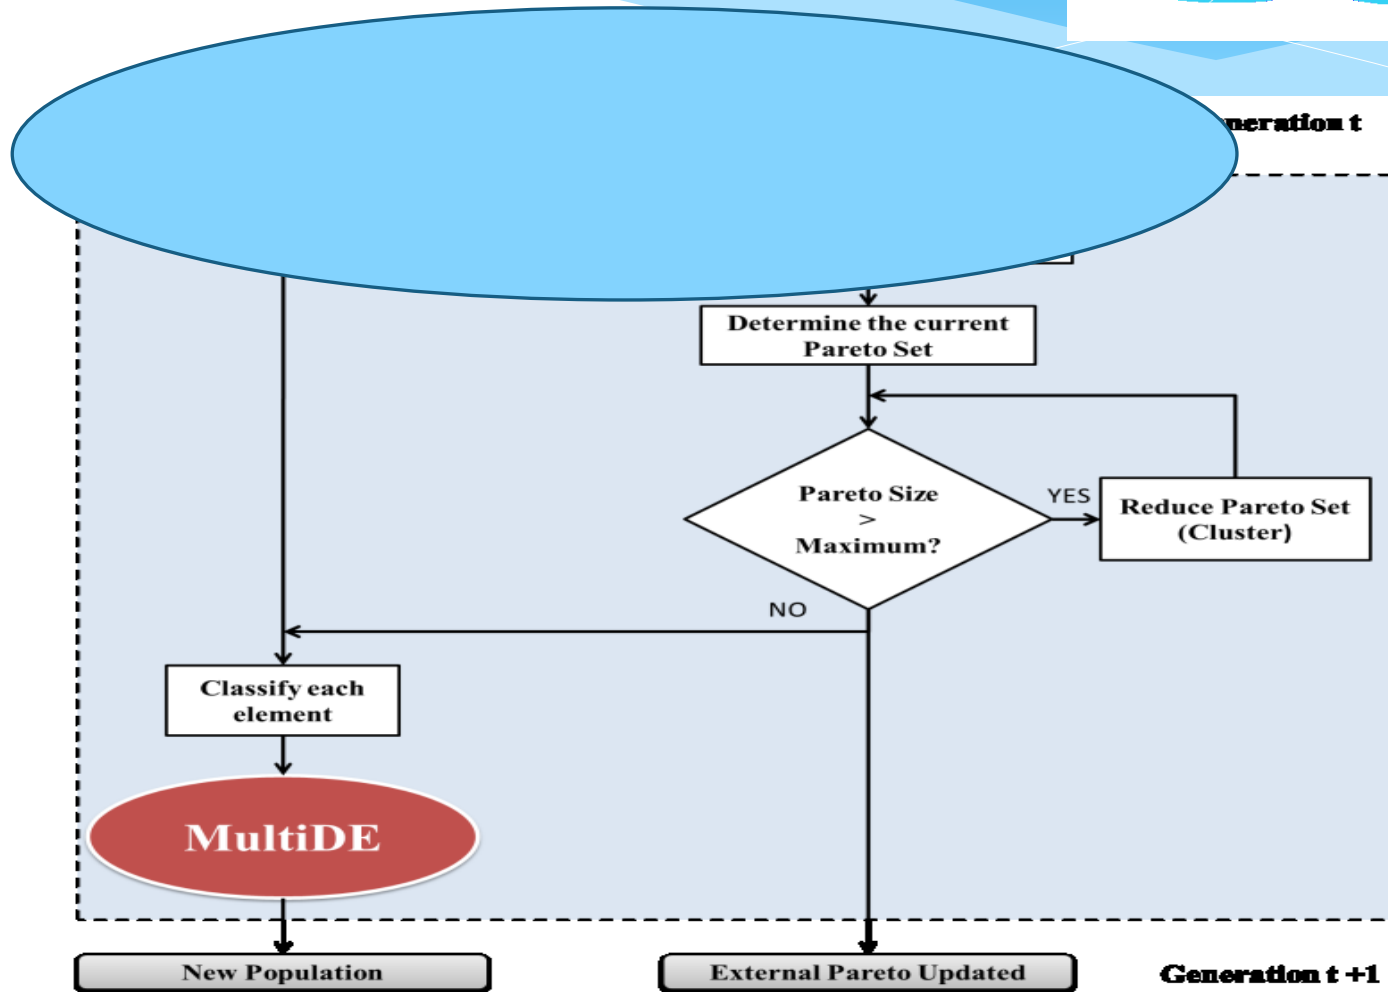 neration t
Determine the current
Pareto Set
Pareto Size
>
Maximum?
YES
Reduce Pareto Set
(Cluster)
NO
Classify each
element
MultiDE
New Population
External Pareto Updated
Generation t +1